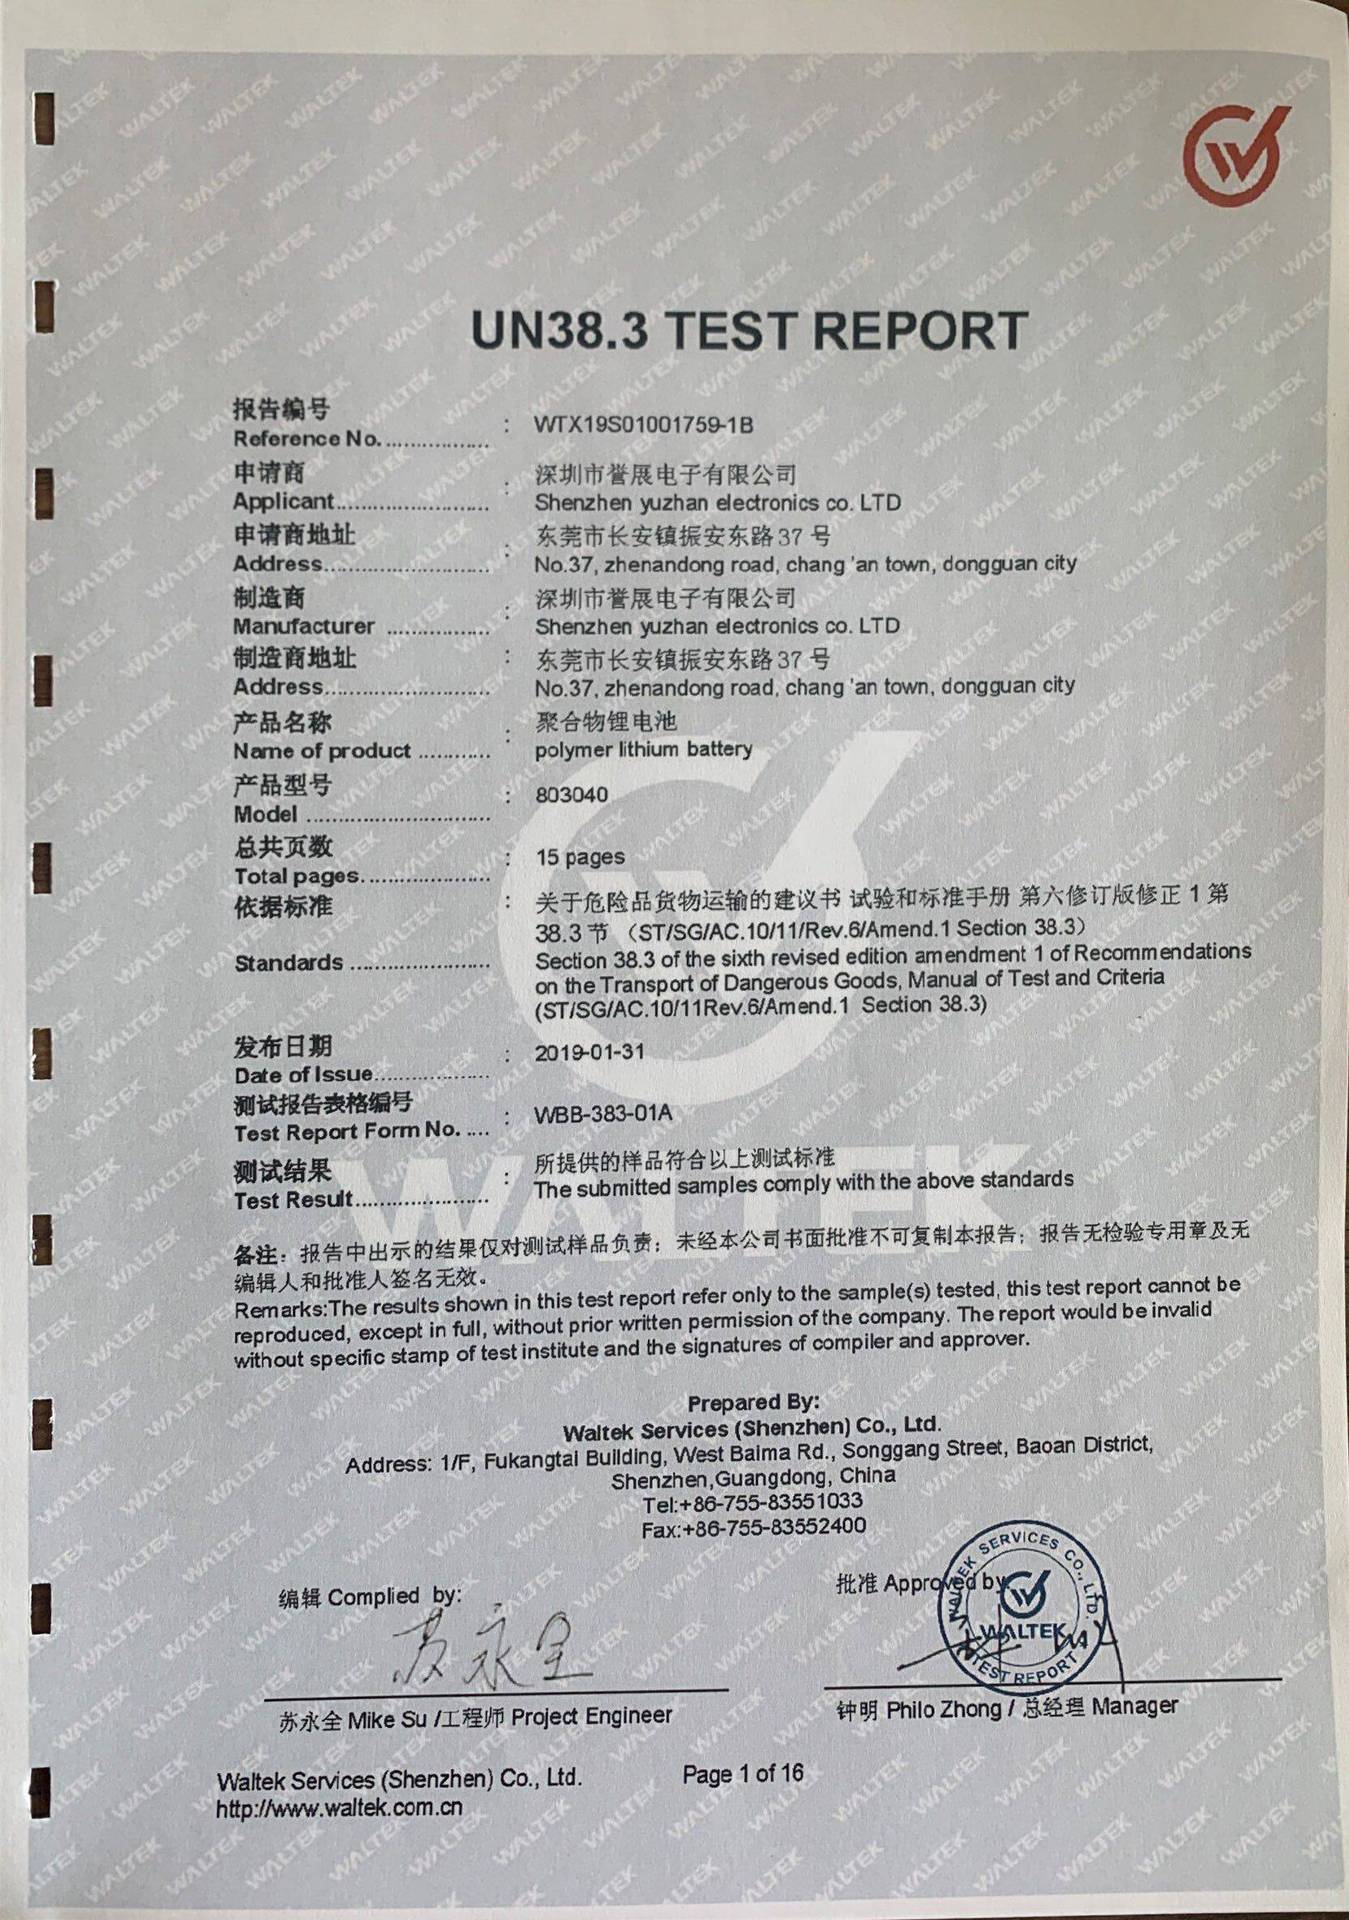 UN38.3 TEST REPORT
报告编号
Reference No. .................. : WTX19S01001759-1B
申请商 : 深圳市誉展电子有限公司
Applicant.......................... Shenzhen yuzhan electronics co. LTD
申请商地址 : 东莞市长安镇振安东路37 号
Address............................ No.37, zhenandong road, chang 'an town, dongguan city
制造商 : 深圳市誉展电子有限公司
Manufacturer .................. Shenzhen yuzhan electronics co. LTD
制造商地址 : 东莞市长安镇振安东路37 号
Address............................ No.37, zhenandong road, chang 'an town, dongguan city
产品名称 : 聚合物锂电池
Name of product ............ polymer lithium battery
产品型号
Model ............................... : 803040
总共页数
Total pages...................... : 15 pages
依据标准 : 关于危险品货物运输的建议书 试验和标准手册 第六修订版修正 1 第
38.3 节 （ST/SG/AC.10/11/Rev.6/Amend.1 Section 38.3）
Standards ........................ Section 38.3 of the sixth revised edition amendment 1 of Recommendations
on the Transport of Dangerous Goods, Manual of Test and Criteria
(ST/SG/AC.10/11Rev.6/Amend.1 Section 38.3)
发布日期
Date of Issue.................... : 2019-01-31
测试报告表格编号
Test Report Form No. .... : WBB-383-01A
测试结果 : 所提供的样品符合以上测试标准
Test Result....................... The submitted samples comply with the above standards
备注：报告中出示的结果仅对测试样品负责；未经本公司书面批准不可复制本报告；报告无检验专用章及无
编辑人和批准人签名无效。
Remarks:The results shown in this test report refer only to the sample(s) tested, this test report cannot be
reproduced, except in full, without prior written permission of the company. The report would be invalid
without specific stamp of test institute and the signatures of compiler and approver.
Prepared By:
Waltek Services (Shenzhen) Co., Ltd.
Address: 1/F, Fukangtai Building, West Baima Rd., Songgang Street, Baoan District,
Shenzhen,Guangdong, China
Tel:+86-755-83551033
Fax:+86-755-83552400
编辑 Complied by: 批准 Approved by:
苏永全
WALTEK SERVICES CO., LTD.
WALTEK
TEST REPORT
苏永全 Mike Su /工程师 Project Engineer 钟明 Philo Zhong / 总经理 Manager
Waltek Services (Shenzhen) Co., Ltd. Page 1 of 16
http://www.waltek.com.cn
WALTEK